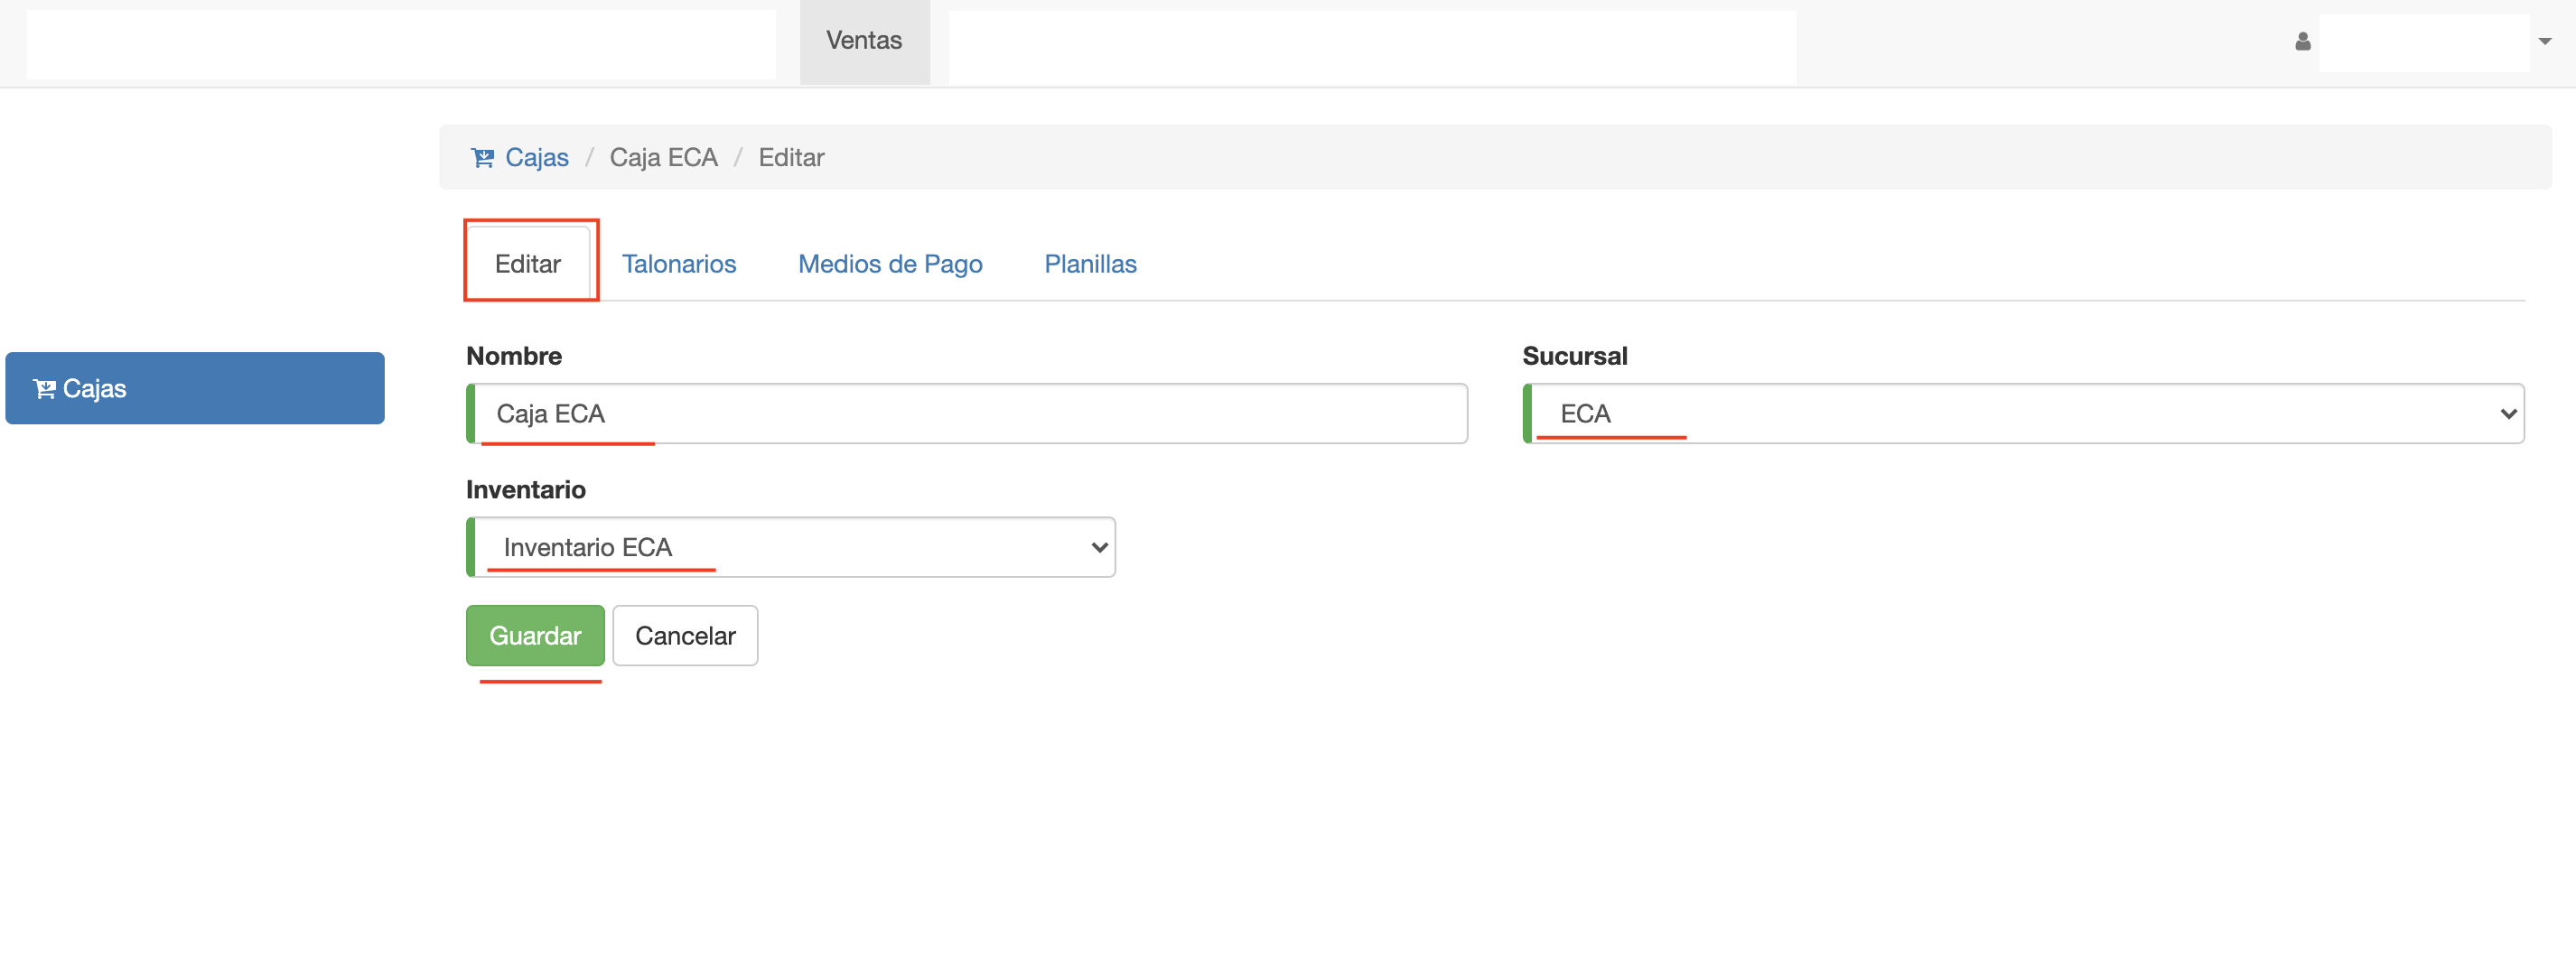 Ventas
Cajas / Caja ECA / Editar
Editar Talonarios Medios de Pago Planillas
Cajas
Nombre
Caja ECA
Sucursal
ECA
Inventario
Inventario ECA
Guardar Cancelar